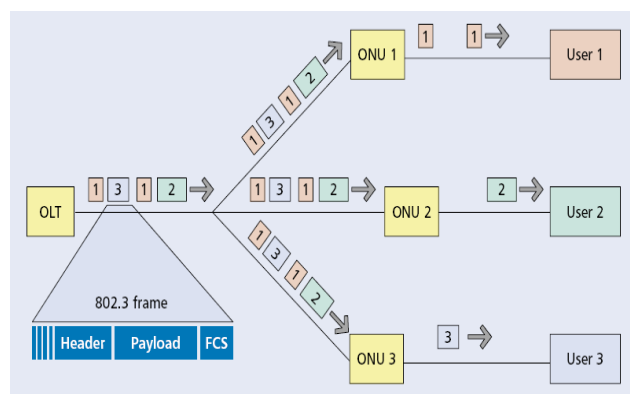 1 1
ONU 1
User 1
1 3 1 2
1 3 1 2
1 3 1 2
2
OLT
ONU 2
User 2
1 3 1 2
802.3 frame
3
Header Payload FCS
ONU 3
User 3